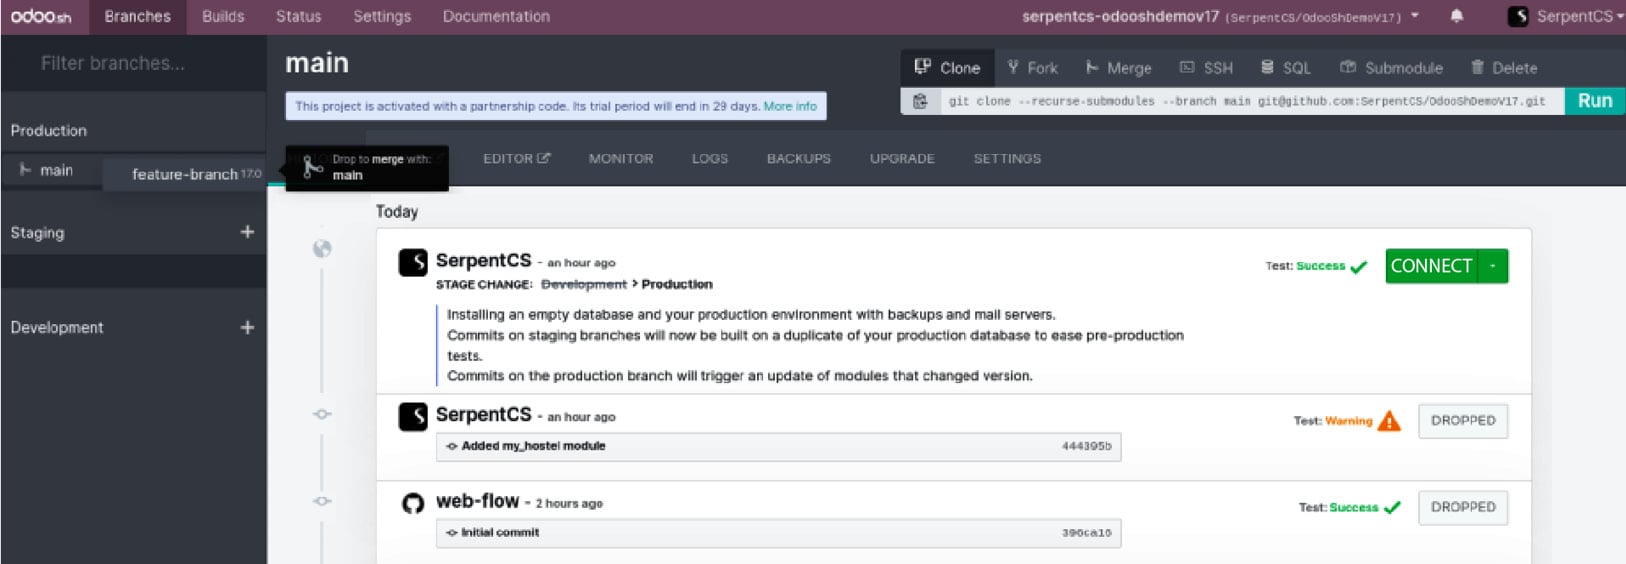 odoo.sh Branches Builds Status Settings Documentation serpentcs-odooshdemov17 (SerpentCS/OdooShDemoV17) SerpentCS
Filter branches...
main
Clone Fork Merge SSH SQL Submodule Delete
This project is activated with a partnership code. Its trial period will end in 29 days. More info
git clone --recurse-submodules --branch main git@github.com:SerpentCS/OdooShDemoV17.git Run
Production
main
feature-branch 17.0
Drop to merge with:
main
EDITOR MONITOR LOGS BACKUPS UPGRADE SETTINGS
Staging +
Development +
Today
SerpentCS - an hour ago
Test: Success CONNECT
STAGE CHANGE: Development > Production
Installing an empty database and your production environment with backups and mail servers.
Commits on staging branches will now be built on a duplicate of your production database to ease pre-production
tests.
Commits on the production branch will trigger an update of modules that changed version.
SerpentCS - an hour ago
Test: Warning DROPPED
Added my_hostel module 444395b
web-flow - 2 hours ago
Test: Success DROPPED
Initial commit